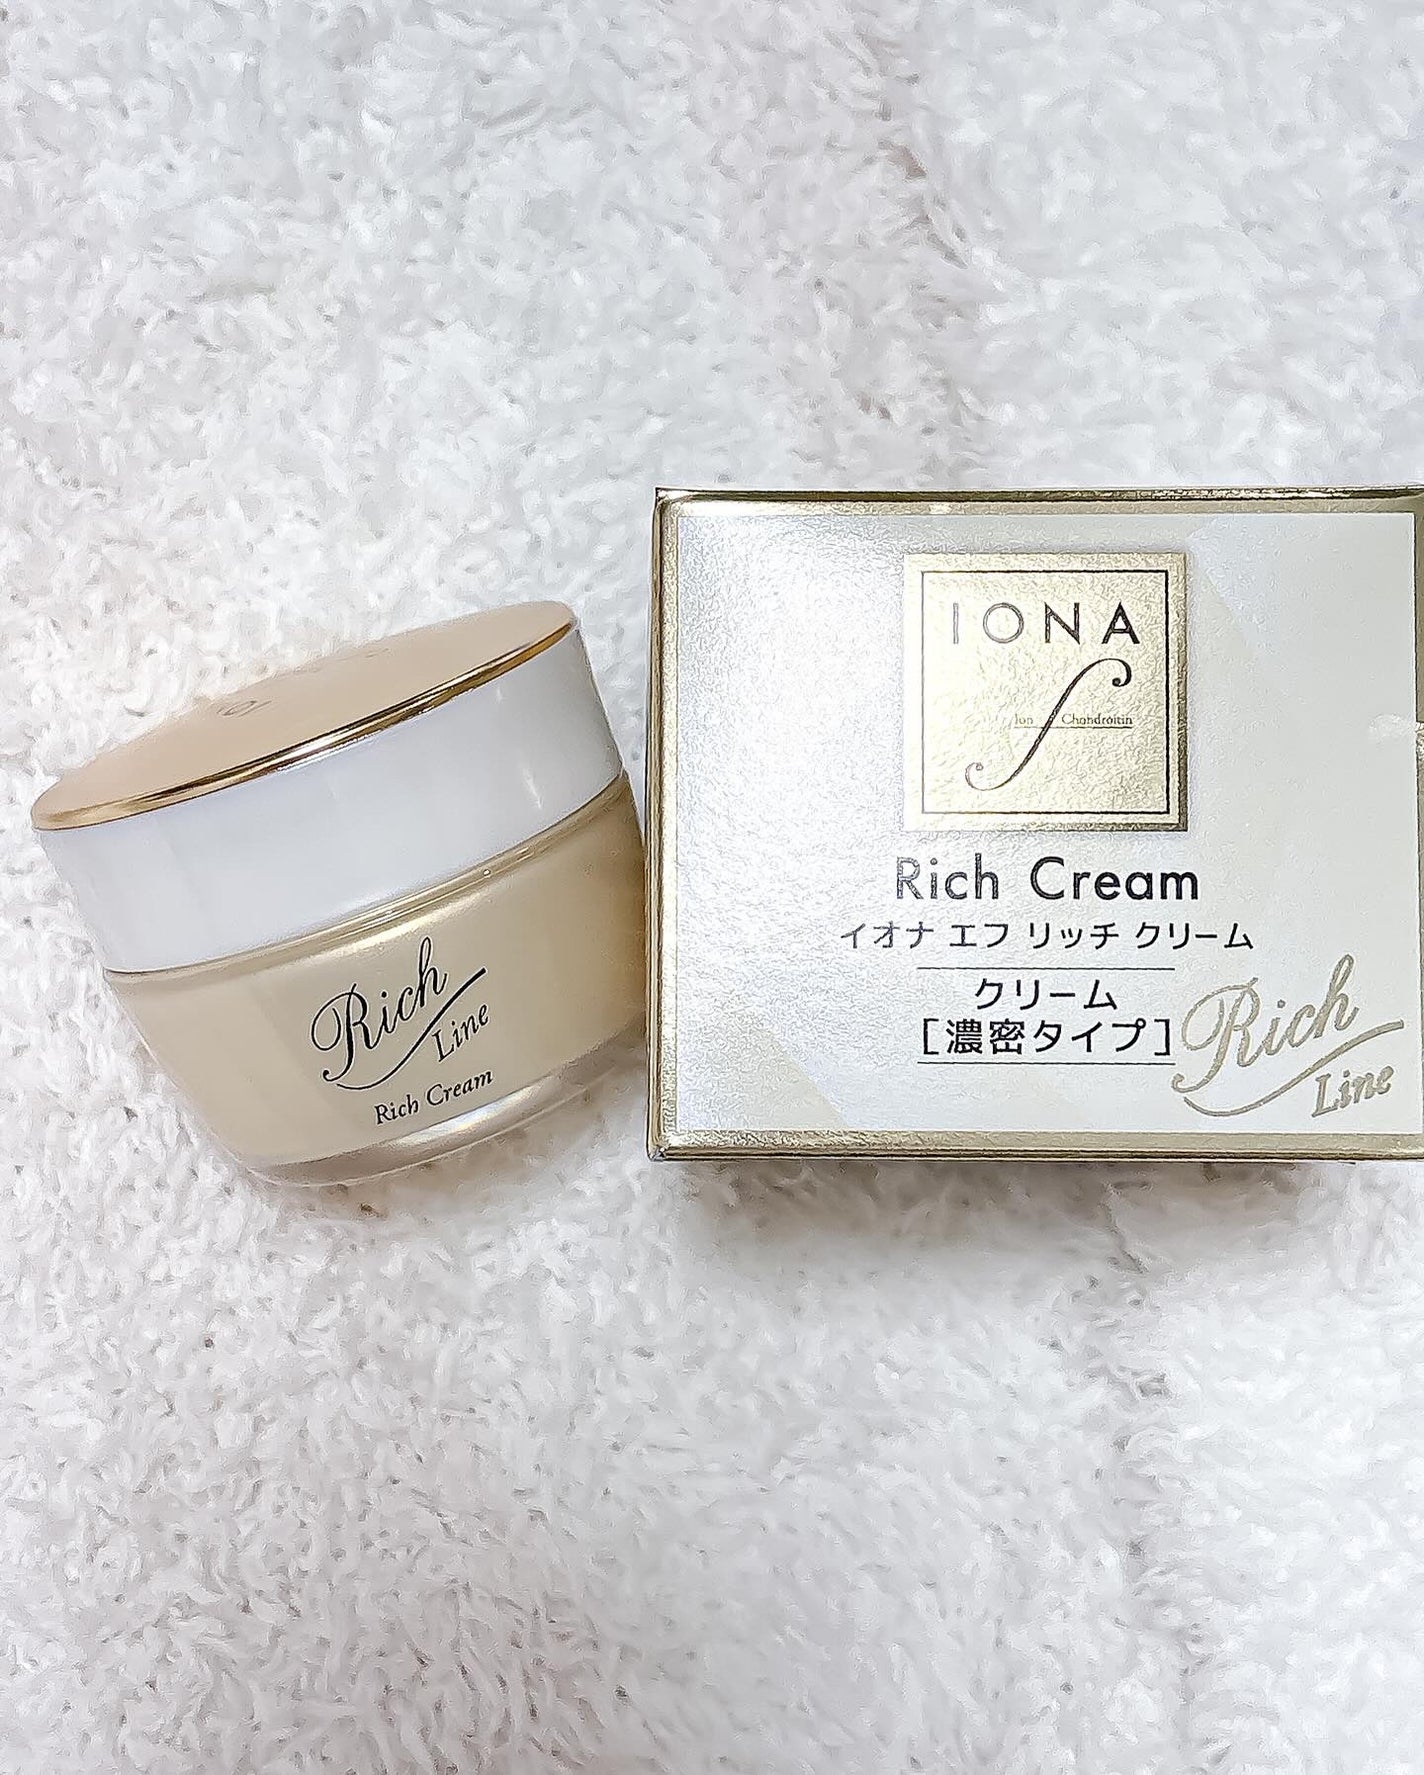 Rich
Line
Rich Cream
IONA
f
Ion Chondroitin
Rich Cream
イオナ エフ リッチ クリーム
クリーム
[濃密タイプ]
Rich
Line